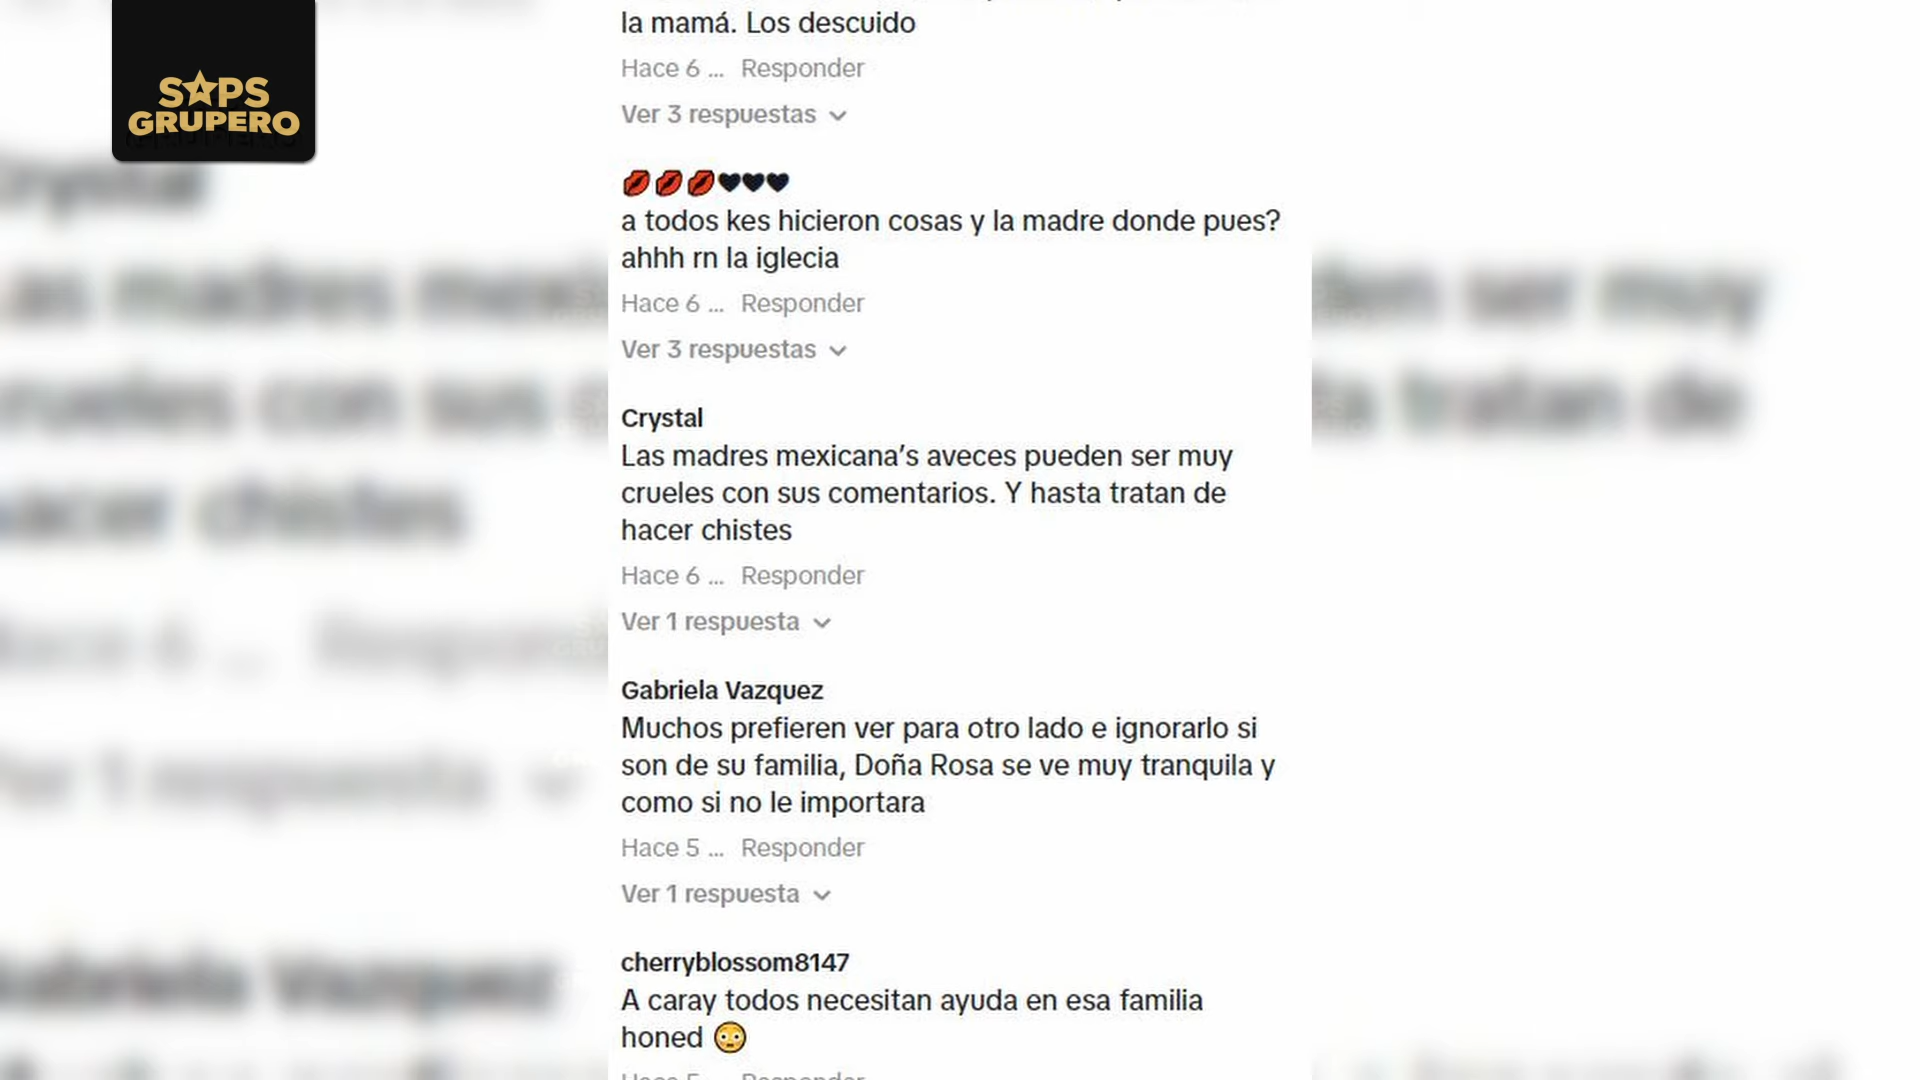 SAPS
GRUPERO
la mamá. Los descuido
Hace 6 ... Responder
Ver 3 respuestas
💋💋💋🖤🖤🖤
a todos kes hicieron cosas y la madre donde pues?
ahhh rn la iglecia
Hace 6 ... Responder
Ver 3 respuestas
Crystal
Las madres mexicana’s aveces pueden ser muy
crueles con sus comentarios. Y hasta tratan de
hacer chistes
Hace 6 ... Responder
Ver 1 respuesta
Gabriela Vazquez
Muchos prefieren ver para otro lado e ignorarlo si
son de su familia, Doña Rosa se ve muy tranquila y
como si no le importara
Hace 5 ... Responder
Ver 1 respuesta
cherryblossom8147
A caray todos necesitan ayuda en esa familia
honed 😳
Hace 5 ... Responder